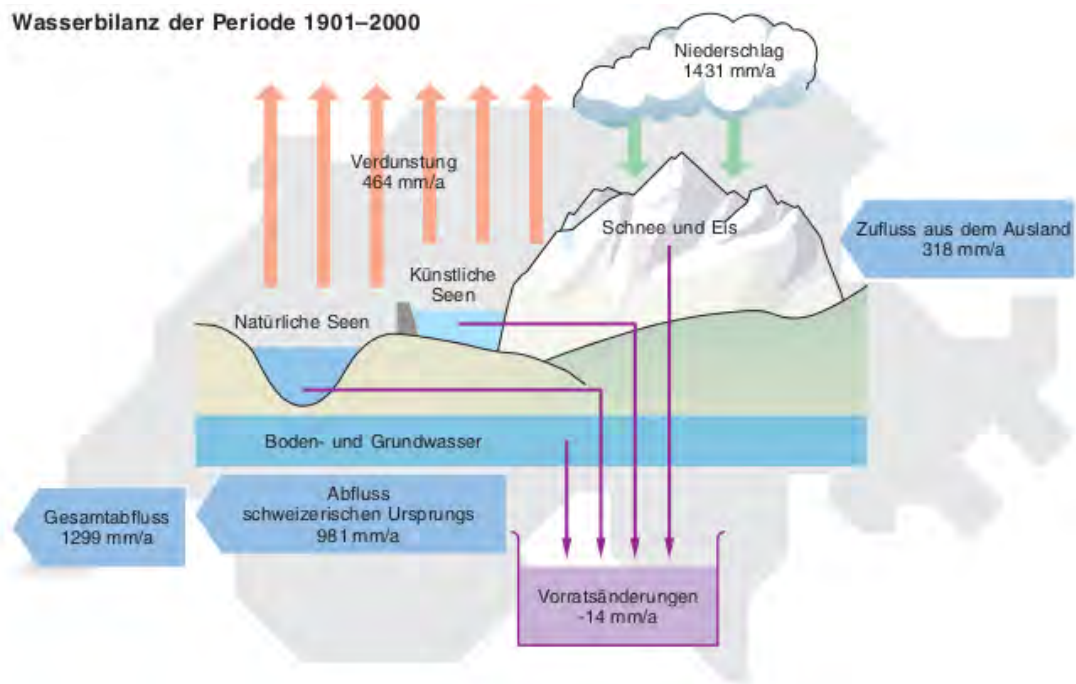 Wasserbilanz der Periode 1901–2000
Niederschlag
1431 mm/a
Verdunstung
464 mm/a
Schnee und Eis
Zufluss aus dem Ausland
318 mm/a
Künstliche
Seen
Natürliche Seen
Boden- und Grundwasser
Gesamtabfluss
1299 mm/a
Abfluss
schweizerischen Ursprungs
981 mm/a
Vorratsänderungen
-14 mm/a